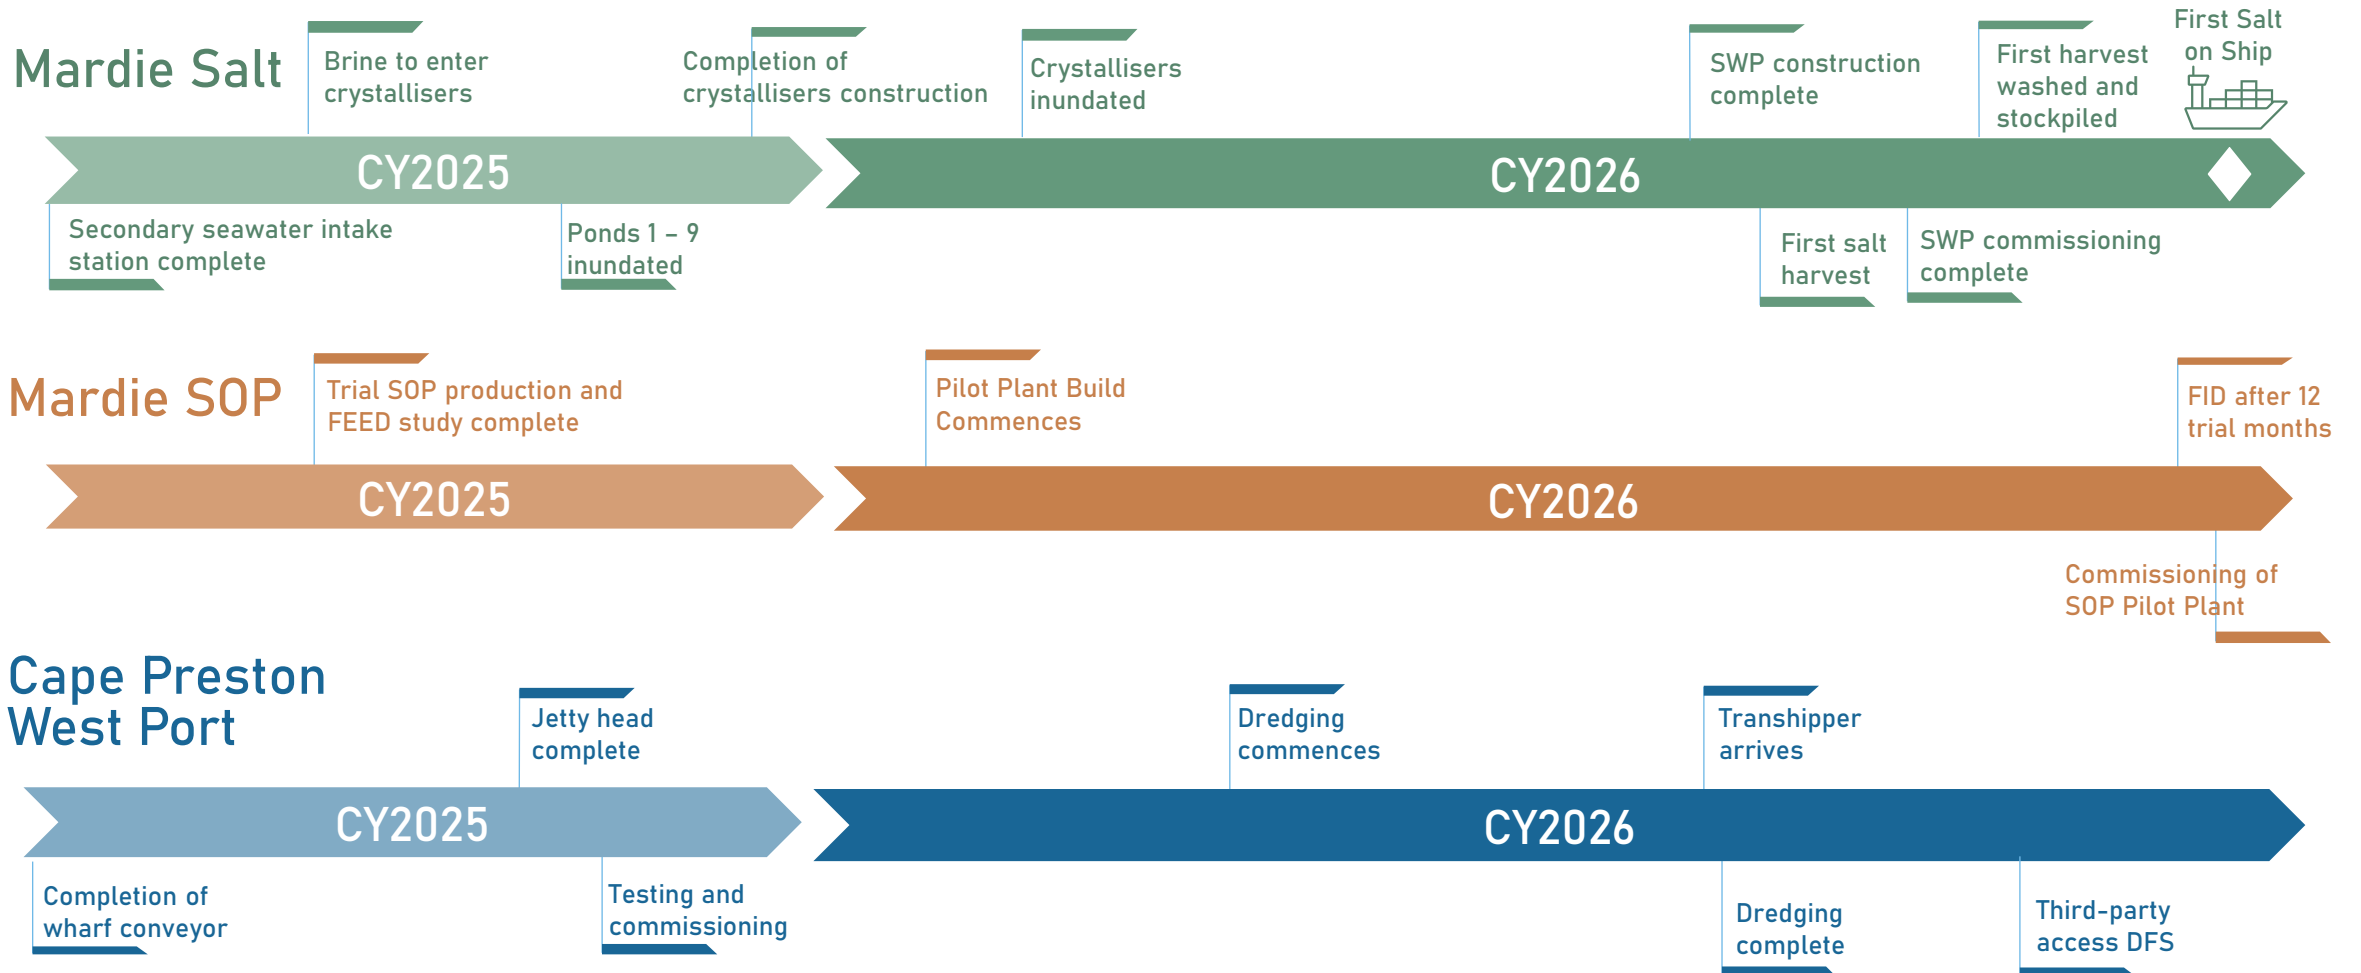 Mardie Salt
Brine to enter
crystallisers
Completion of
crystallisers construction
Crystallisers
inundated
SWP construction
complete
First harvest
washed and
stockpiled
First Salt
on Ship
CY2025
CY2026
Secondary seawater intake
station complete
Ponds 1 – 9
inundated
First salt
harvest
SWP commissioning
complete
Mardie SOP
Trial SOP production and
FEED study complete
Pilot Plant Build
Commences
FID after 12
trial months
CY2025
CY2026
Commissioning of
SOP Pilot Plant
Cape Preston
West Port
Jetty head
complete
Dredging
commences
Transhipper
arrives
CY2025
CY2026
Completion of
wharf conveyor
Testing and
commissioning
Dredging
complete
Third-party
access DFS